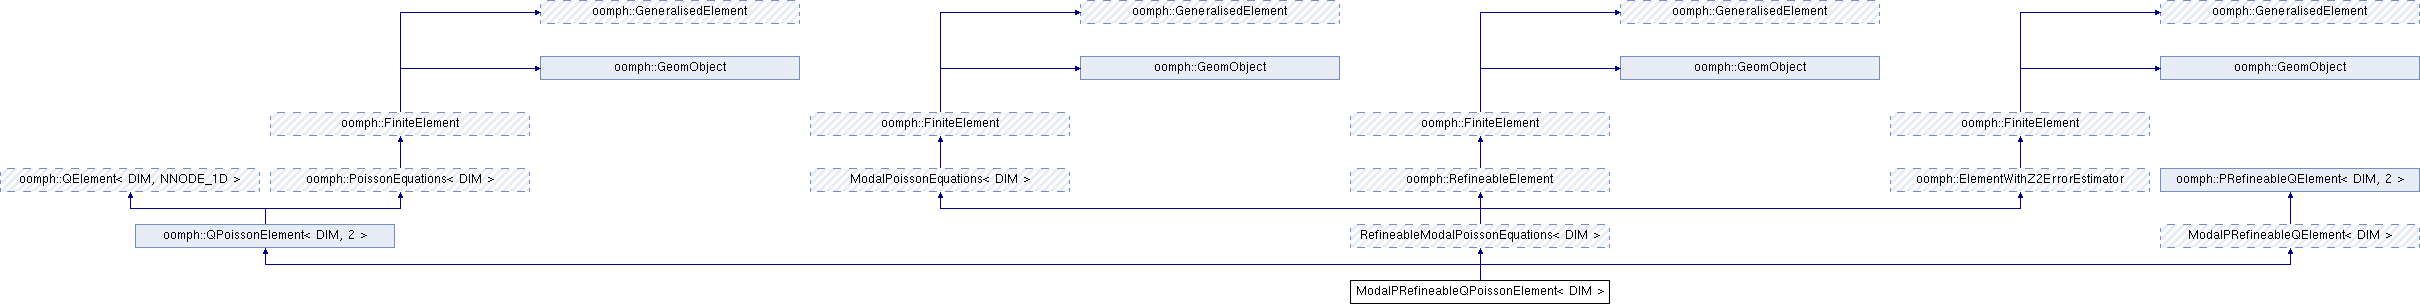 oomph::GeneralisedElement oomph::GeneralisedElement oomph::GeneralisedElement oomph::GeneralisedElement
oomph::GeomObject oomph::GeomObject oomph::GeomObject oomph::GeomObject
oomph::FiniteElement oomph::FiniteElement oomph::FiniteElement oomph::FiniteElement
oomph::QElement< DIM, NNODE_1D > oomph::PoissonEquations< DIM > ModalPoissonEquations< DIM > oomph::RefineableElement oomph::ElementWithZ2ErrorEstimator oomph::PRefineableQElement< DIM, 2 >
oomph::QPoissonElement< DIM, 2 > RefineableModalPoissonEquations< DIM > ModalPRefineableQElement< DIM >
ModalPRefineableQPoissonElement< DIM >